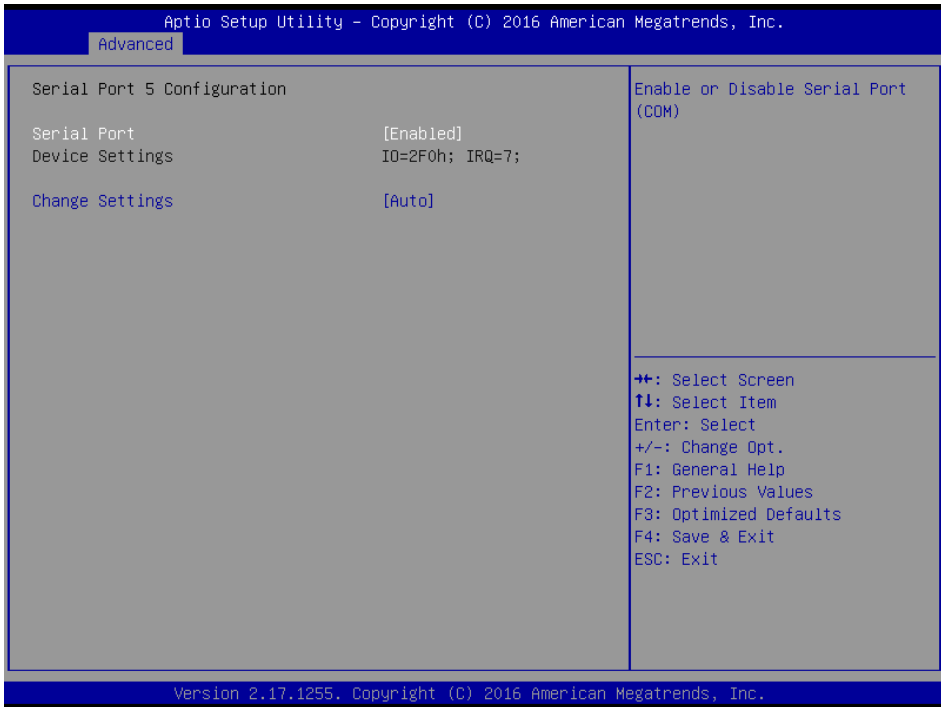 Aptio Setup Utility – Copyright (C) 2016 American Megatrends, Inc.
Advanced
Serial Port 5 Configuration
Serial Port [Enabled]
Device Settings IO=2F0h; IRQ=7;
Change Settings [Auto]
Enable or Disable Serial Port
(COM)
→←: Select Screen
↑↓: Select Item
Enter: Select
+/-: Change Opt.
F1: General Help
F2: Previous Values
F3: Optimized Defaults
F4: Save & Exit
ESC: Exit
Version 2.17.1255. Copyright (C) 2016 American Megatrends, Inc.